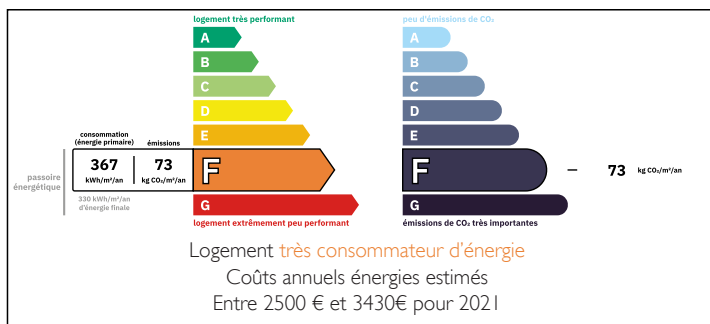 logement très performant
peu d'émissions de CO₂
A
B
C
D
E
consommation
(énergie primaire)
émissions
367
kWh/m²/an
73
kg CO₂/m²/an
F
passoire
énergétique
330 kWh/m²/an
d'énergie finale
G
logement extrêmement peu performant
A
B
C
D
E
F
73 kg CO₂/m²/an
G
émissions de CO₂ très importantes
Logement très consommateur d'énergie
Coûts annuels énergies estimés
Entre 2500 € et 3430€ pour 2021